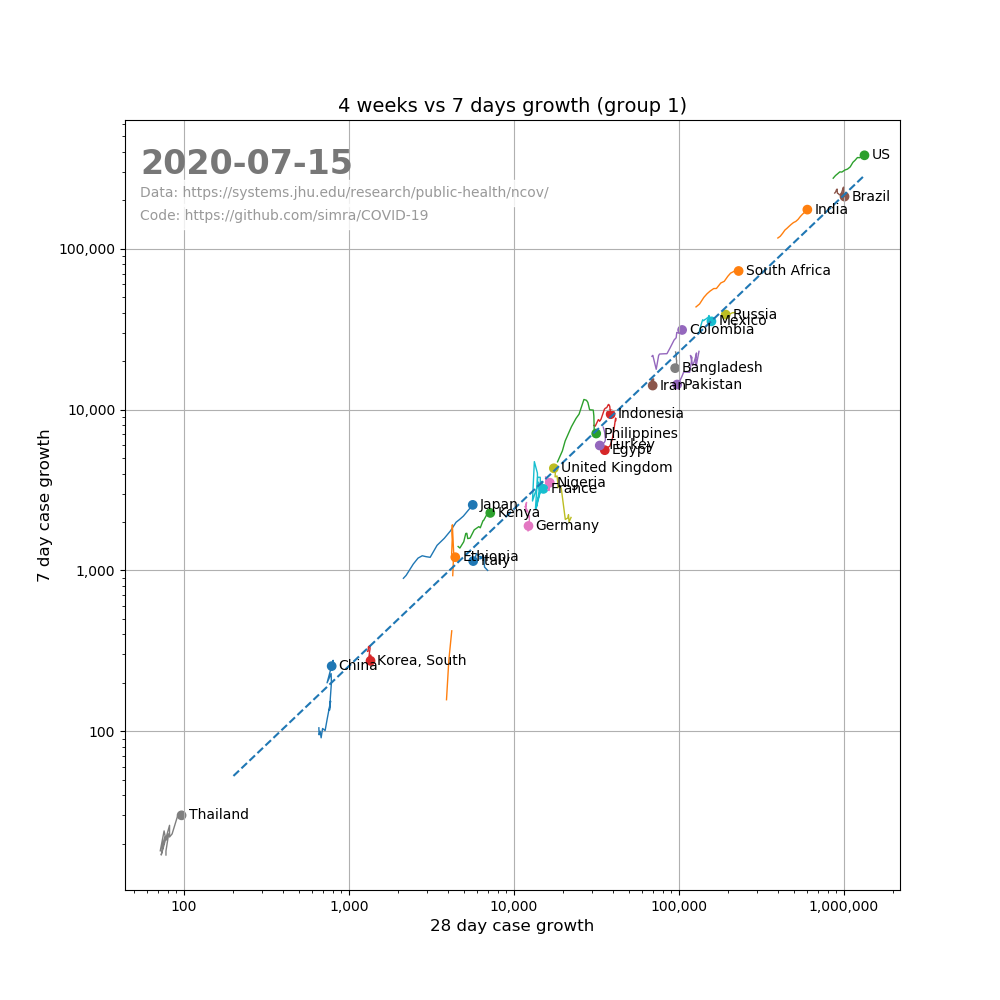 4 weeks vs 7 days growth (group 1)
2020-07-15
Data: https://systems.jhu.edu/research/public-health/ncov/
Code: https://github.com/simra/COVID-19
US
Brazil
India
South Africa
Russia
Mexico
Colombia
Bangladesh
Iran
Pakistan
Indonesia
Philippines
Turkey
Egypt
United Kingdom
Nigeria
France
Japan
Kenya
Germany
Ethiopia
Italy
China
Korea, South
Thailand
100,000
10,000
1,000
100
7 day case growth
100
1,000
10,000
100,000
1,000,000
28 day case growth